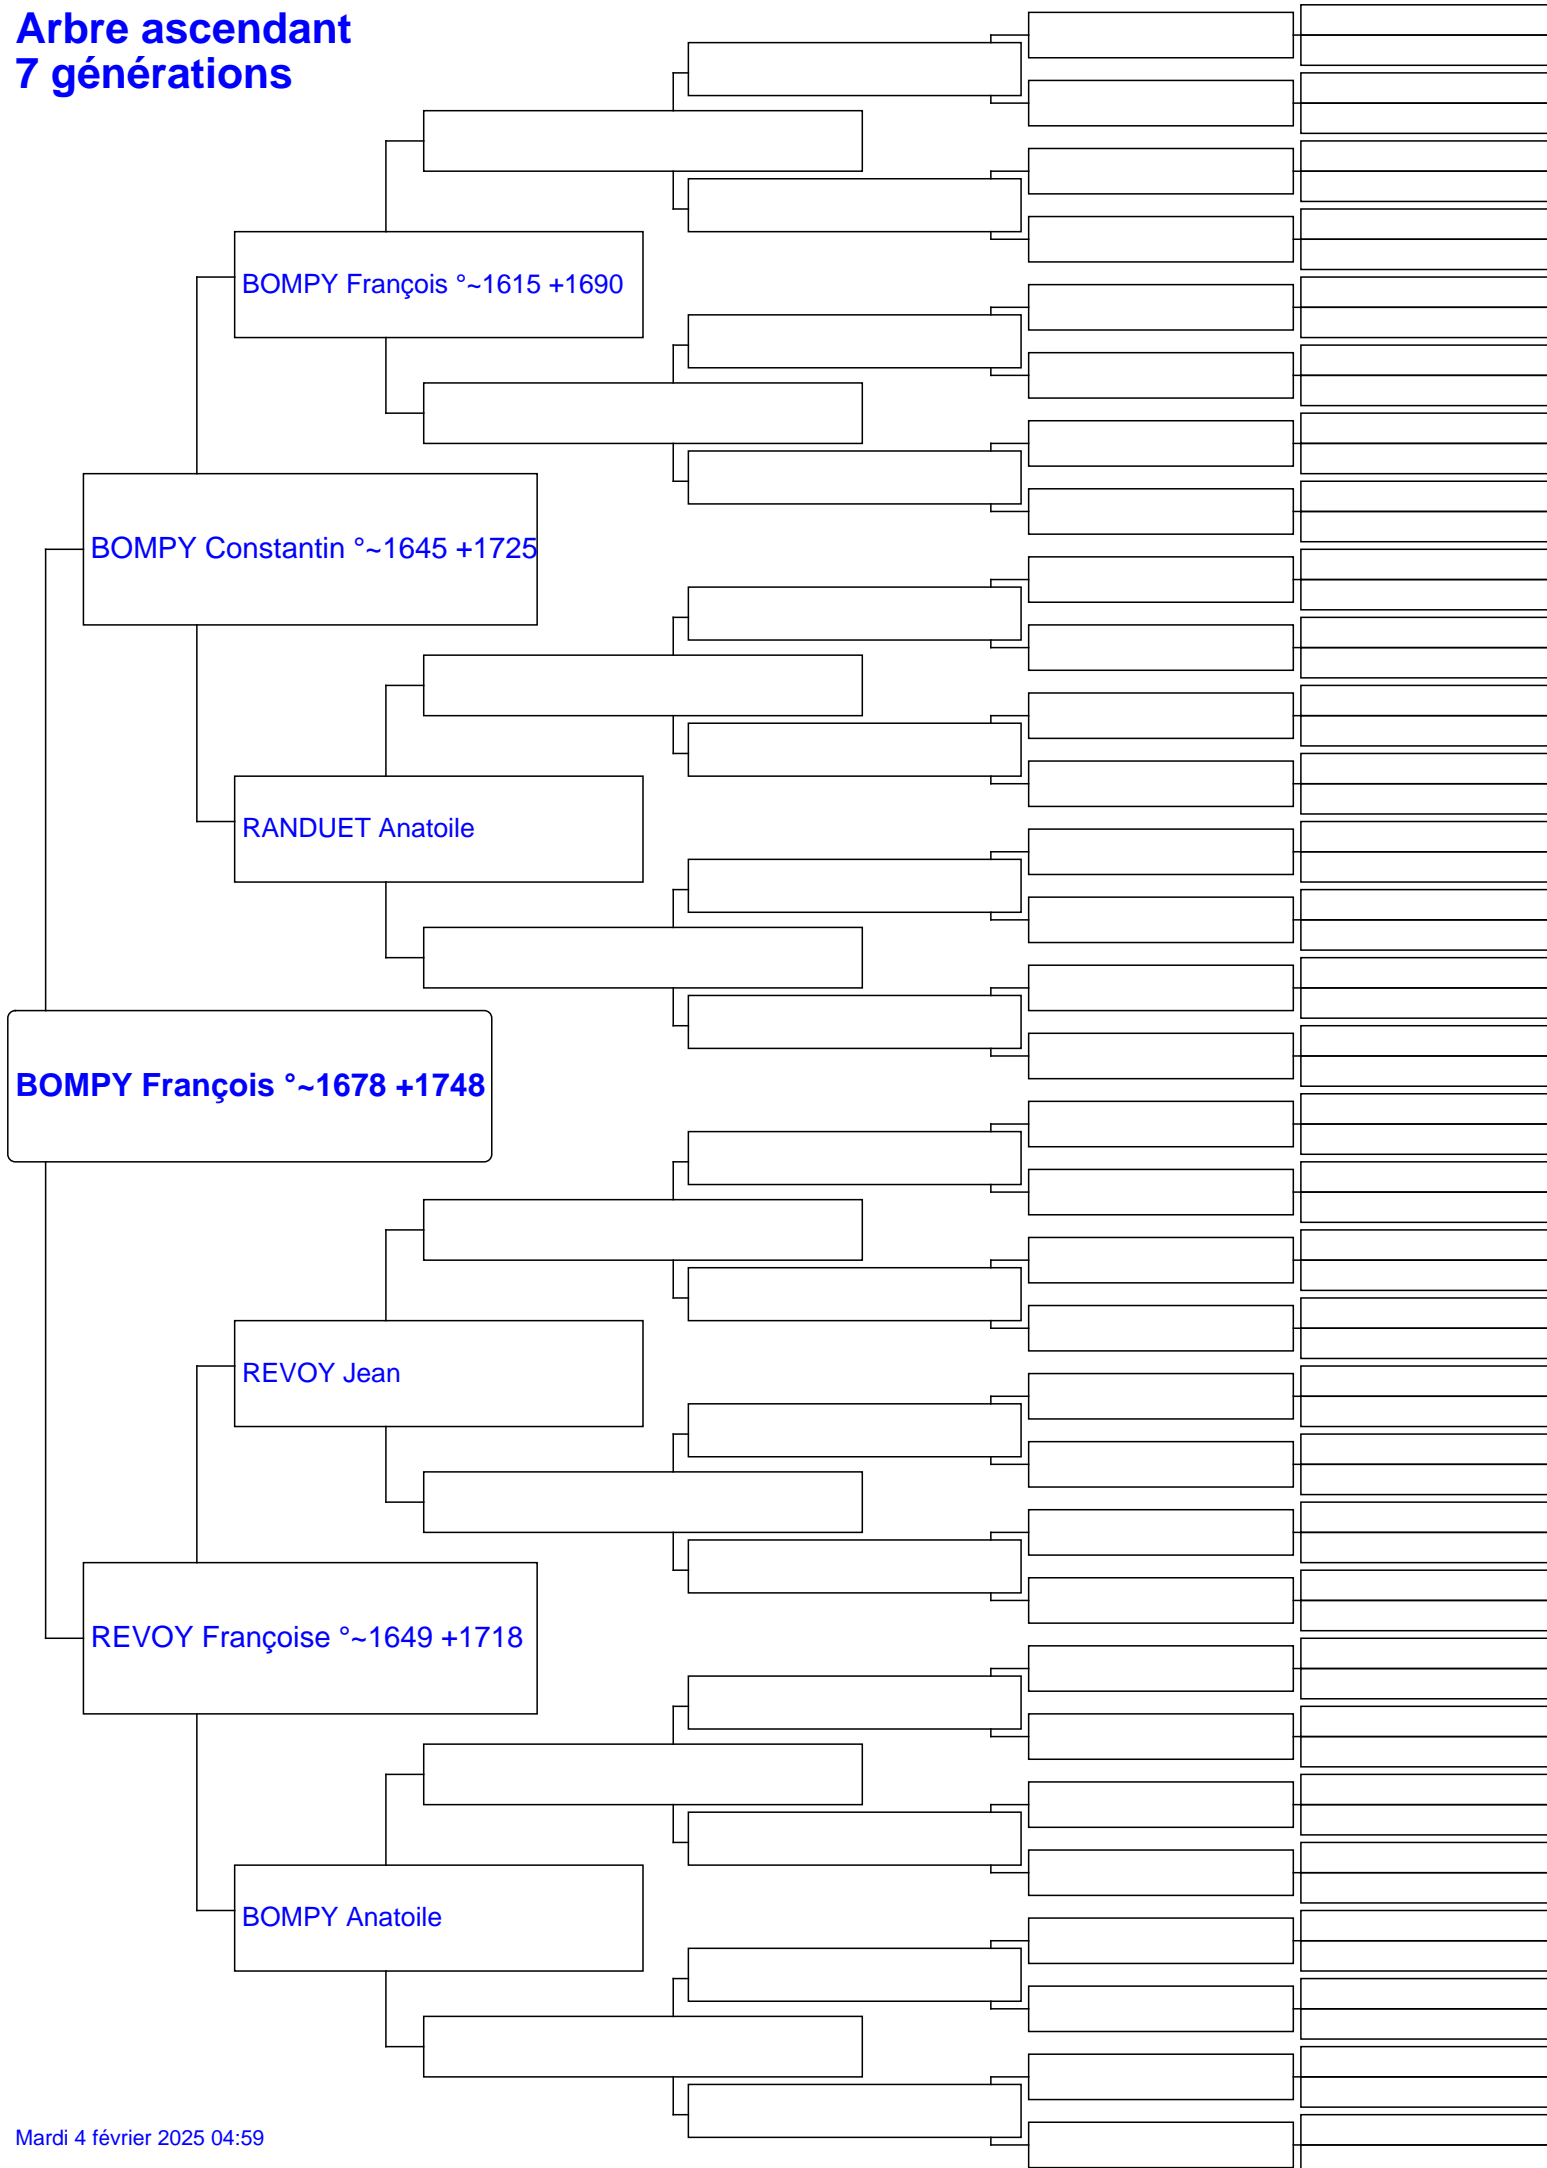 Arbre ascendant
7 générations
BOMPY François °~1615 +1690
BOMPY Constantin °~1645 +1725
RANDUET Anatoile
BOMPY François °~1678 +1748
REVOY Jean
REVOY Françoise °~1649 +1718
BOMPY Anatoile
Mardi 4 février 2025 04:59